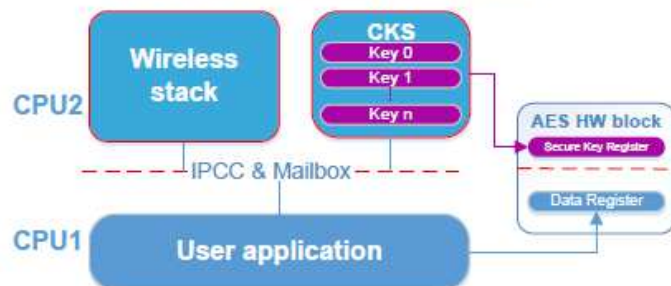 CPU2
Wireless
stack
CKS
Key 0
Key 1
Key n
AES HW block
Secure Key Register
Data Register
IPCC & Mailbox
CPU1
User application